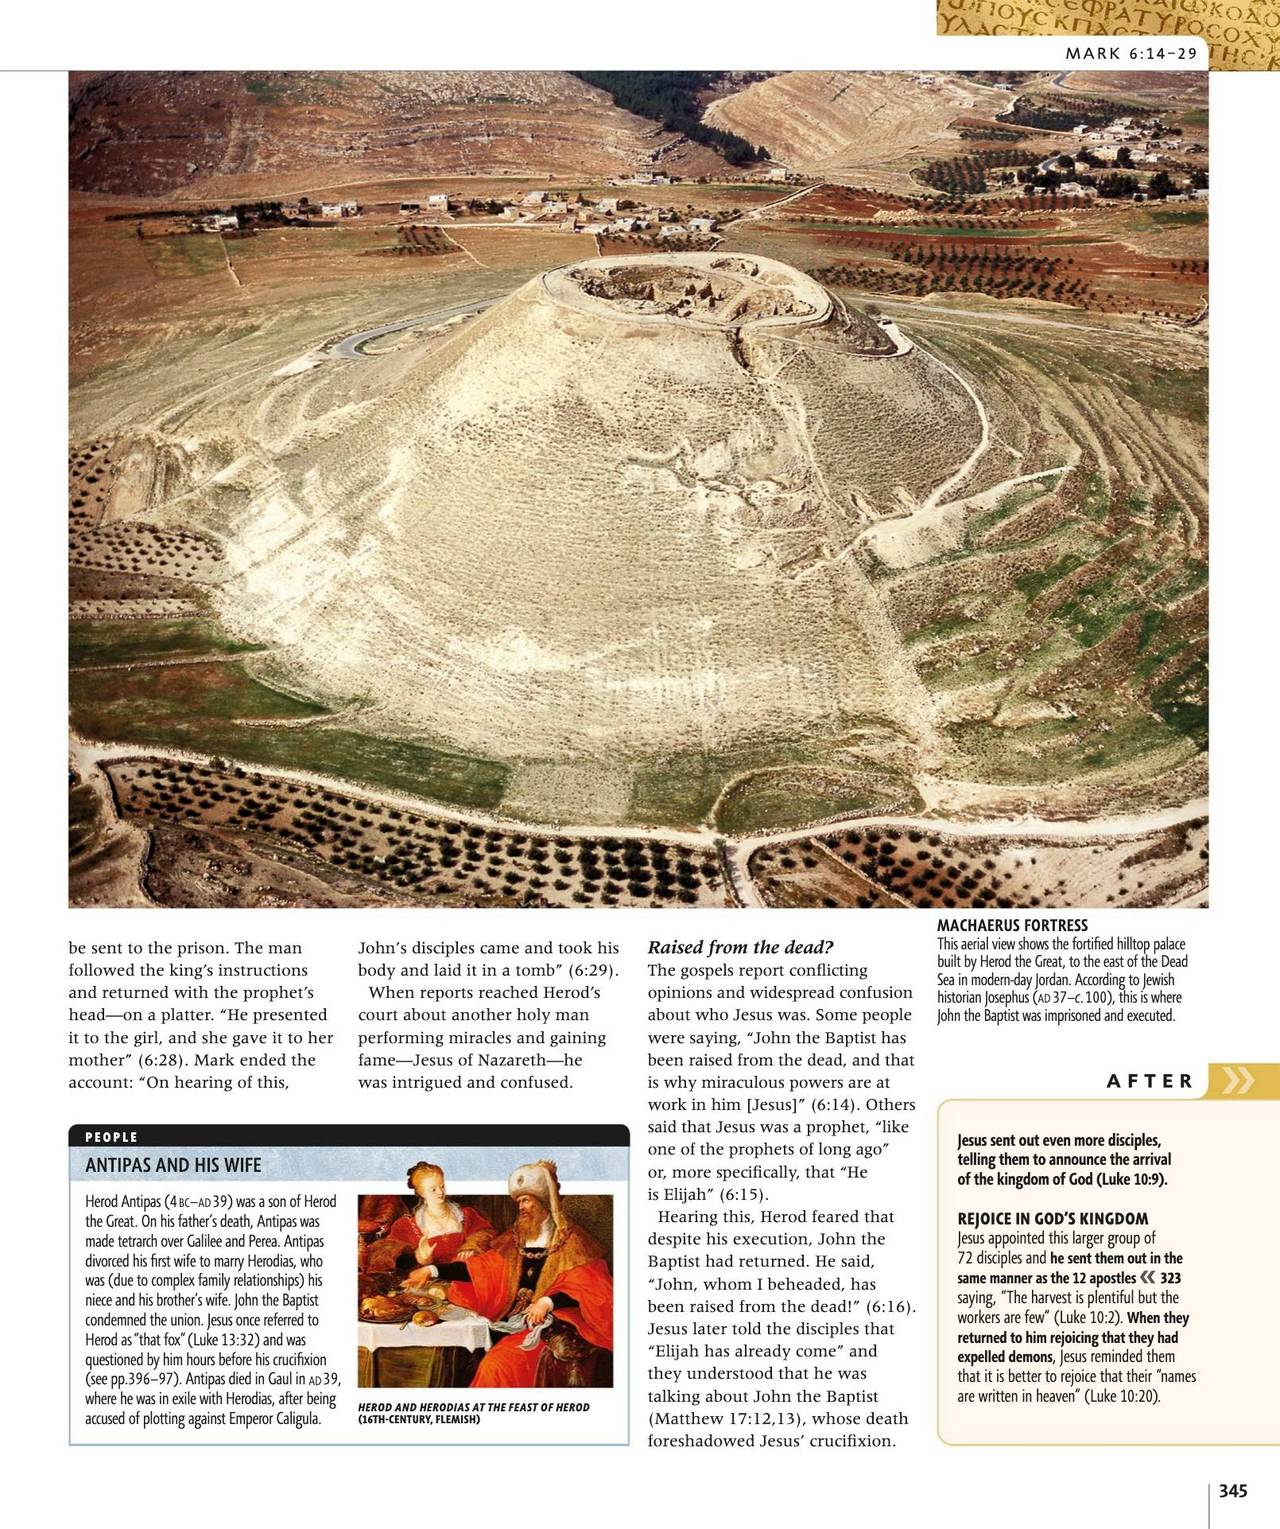 MARK 6:14–29
be sent to the prison. The man
followed the king’s instructions
and returned with the prophet’s
head—on a platter. “He presented
it to the girl, and she gave it to her
mother” (6:28). Mark ended the
account: “On hearing of this,
John’s disciples came and took his
body and laid it in a tomb” (6:29).
When reports reached Herod’s
court about another holy man
performing miracles and gaining
fame—Jesus of Nazareth—he
was intrigued and confused.
Raised from the dead?
The gospels report conflicting
opinions and widespread confusion
about who Jesus was. Some people
were saying, “John the Baptist has
been raised from the dead, and that
is why miraculous powers are at
work in him [Jesus]” (6:14). Others
said that Jesus was a prophet, “like
one of the prophets of long ago”
or, more specifically, that “He
is Elijah” (6:15).
Hearing this, Herod feared that
despite his execution, John the
Baptist had returned. He said,
“John, whom I beheaded, has
been raised from the dead!” (6:16).
Jesus later told the disciples that
“Elijah has already come” and
they understood that he was
talking about John the Baptist
(Matthew 17:12,13), whose death
foreshadowed Jesus’ crucifixion.
MACHAERUS FORTRESS
This aerial view shows the fortified hilltop palace
built by Herod the Great, to the east of the Dead
Sea in modern-day Jordan. According to Jewish
historian Josephus (AD 37–c. 100), this is where
John the Baptist was imprisoned and executed.
PEOPLE
ANTIPAS AND HIS WIFE
Herod Antipas (4 BC–AD 39) was a son of Herod
the Great. On his father’s death, Antipas was
made tetrarch over Galilee and Perea. Antipas
divorced his first wife to marry Herodias, who
was (due to complex family relationships) his
niece and his brother’s wife. John the Baptist
condemned the union. Jesus once referred to
Herod as “that fox” (Luke 13:32) and was
questioned by him hours before his crucifixion
(see pp.396–97). Antipas died in Gaul in AD 39,
where he was in exile with Herodias, after being
accused of plotting against Emperor Caligula.
HEROD AND HERODIAS AT THE FEAST OF HEROD
(16TH-CENTURY, FLEMISH)
AFTER
Jesus sent out even more disciples,
telling them to announce the arrival
of the kingdom of God (Luke 10:9).
REJOICE IN GOD’S KINGDOM
Jesus appointed this larger group of
72 disciples and he sent them out in the
same manner as the 12 apostles « 323
saying, “The harvest is plentiful but the
workers are few” (Luke 10:2). When they
returned to him rejoicing that they had
expelled demons, Jesus reminded them
that it is better to rejoice that their “names
are written in heaven” (Luke 10:20).
345